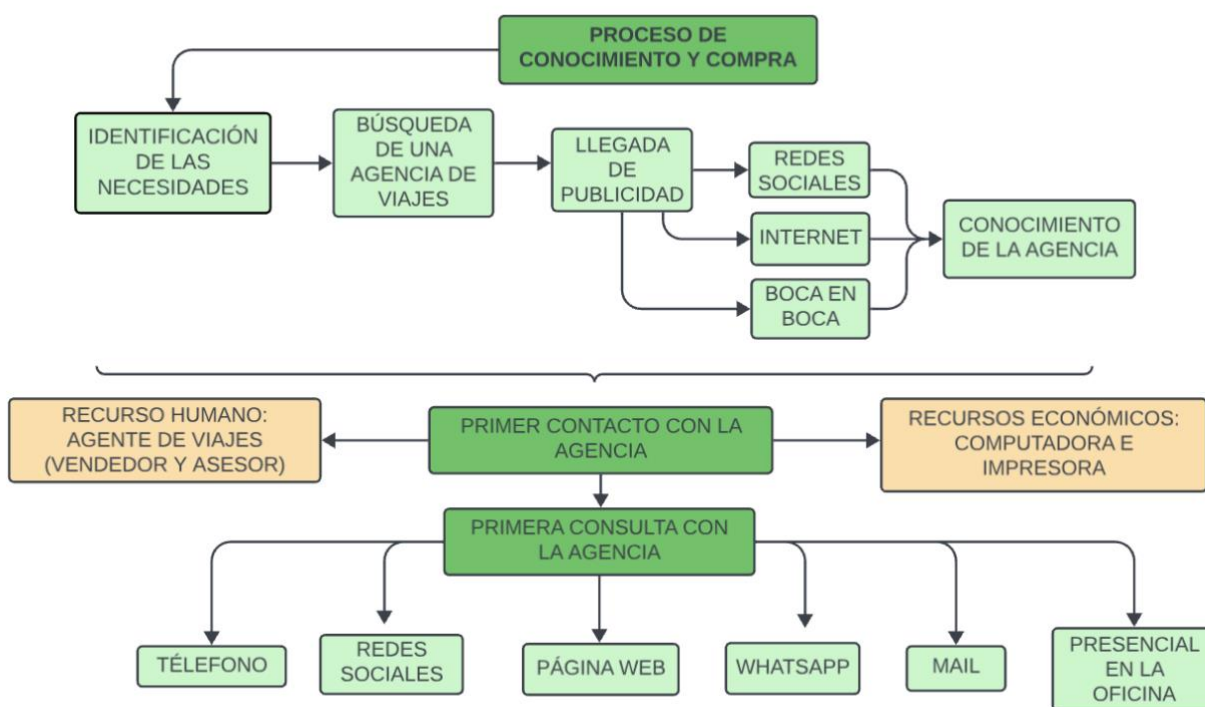 PROCESO DE
CONOCIMIENTO Y COMPRA
IDENTIFICACIÓN
DE LAS
NECESIDADES
BÚSQUEDA
DE UNA
AGENCIA DE
VIAJES
LLEGADA
DE
PUBLICIDAD
REDES
SOCIALES
INTERNET
BOCA EN
BOCA
CONOCIMIENTO
DE LA AGENCIA
RECURSO HUMANO:
AGENTE DE VIAJES
(VENDEDOR Y ASESOR)
PRIMER CONTACTO CON LA
AGENCIA
RECURSOS ECONÓMICOS:
COMPUTADORA E
IMPRESORA
PRIMERA CONSULTA CON
LA AGENCIA
TÉLEFONO
REDES
SOCIALES
PÁGINA WEB
WHATSAPP
MAIL
PRESENCIAL
EN LA
OFICINA